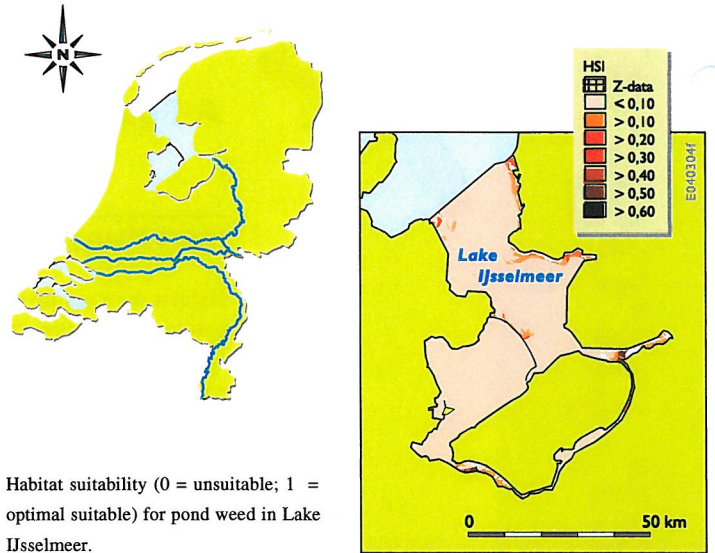 N
HSI
Z-data
< 0,10
> 0,10
> 0,20
> 0,30
> 0,40
> 0,50
> 0,60
E040304f
Lake
IJsselmeer
0 50 km
Habitat suitability (0 = unsuitable; 1 =
optimal suitable) for pond weed in Lake
IJsselmeer.